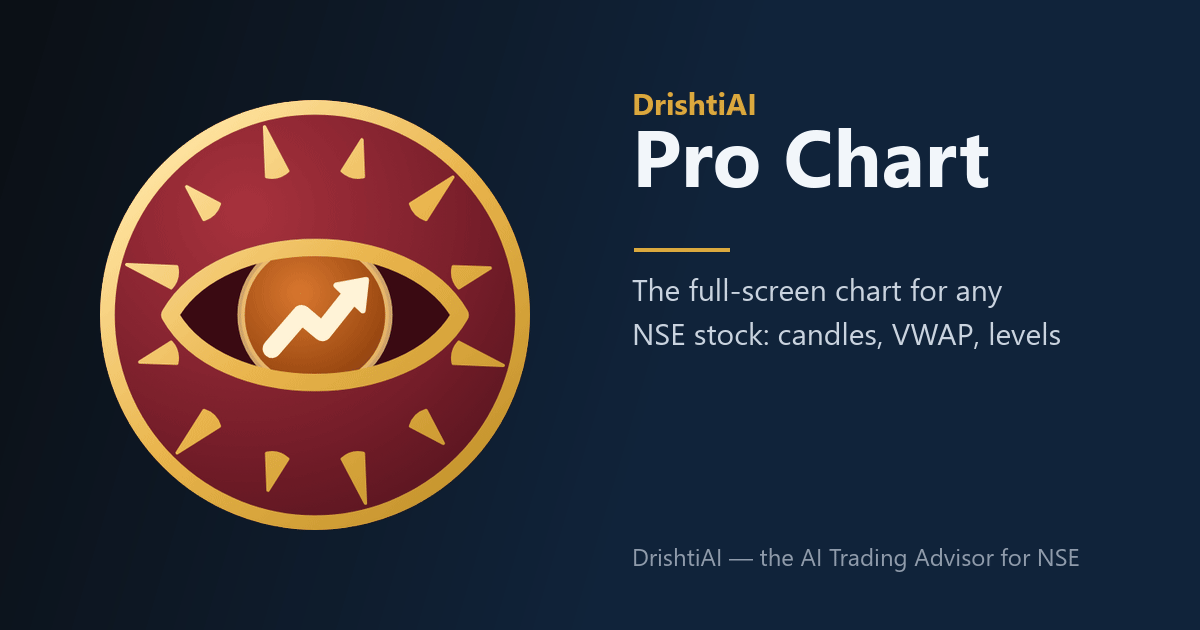 DrishtiAI
Pro Chart
The full-screen chart for any
NSE stock: candles, VWAP, levels
DrishtiAI — the AI Trading Advisor for NSE